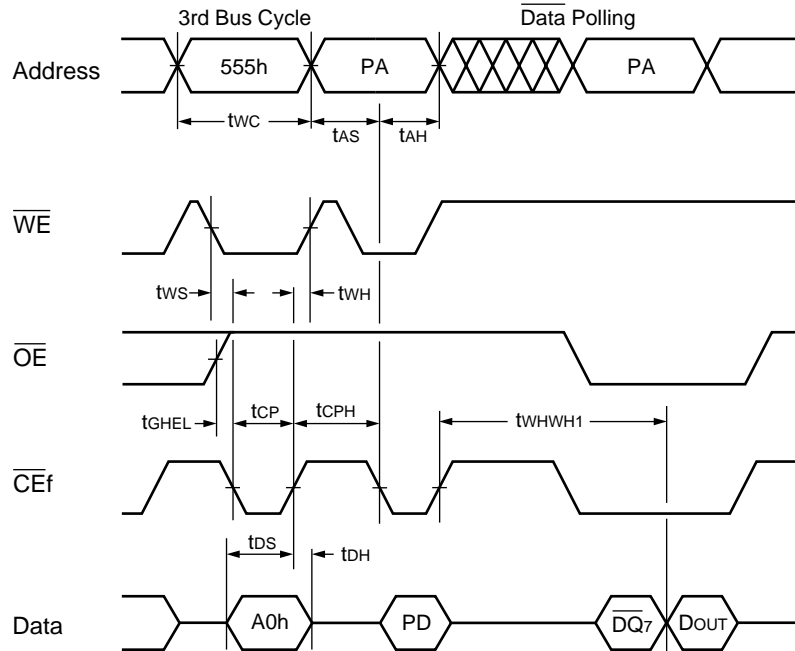 3rd Bus Cycle Data Polling
Address 555h PA PA
tWC tAS tAH
WE
tWS tWH
OE
tGHEL tCP tCPH tWHWH1
CEf
tDS tDH
Data A0h PD DQ7 DOUT